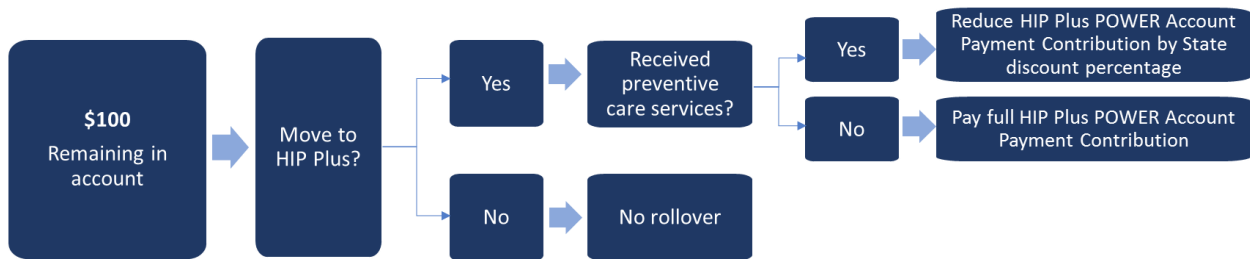 $100
Remaining in
account
Move to
HIP Plus?
Yes
Received
preventive
care services?
Yes
Reduce HIP Plus POWER Account
Payment Contribution by State
discount percentage
No
Pay full HIP Plus POWER Account
Payment Contribution
No
No rollover